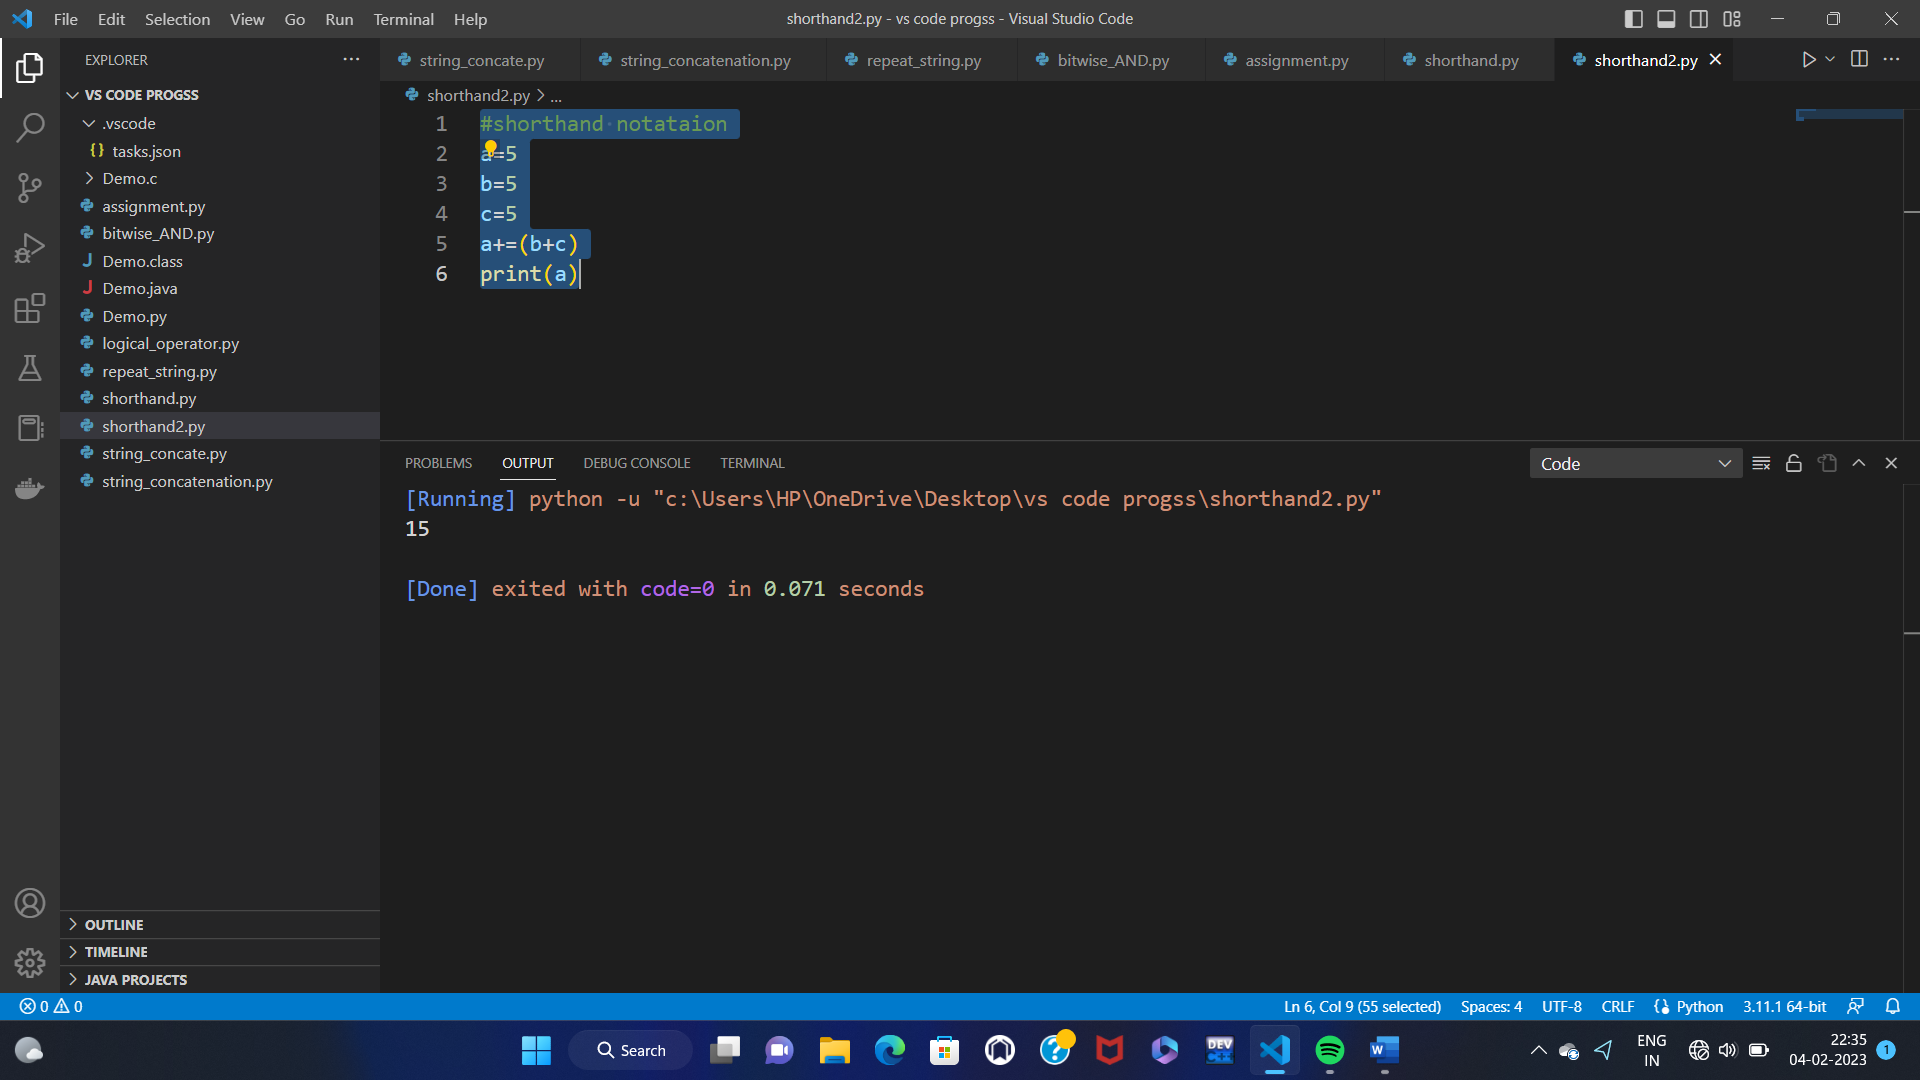 File Edit Selection View Go Run Terminal Help shorthand2.py - vs code progss - Visual Studio Code
EXPLORER
string_concate.py string_concatenation.py repeat_string.py bitwise_AND.py assignment.py shorthand.py shorthand2.py
VS CODE PROGSS
.vscode
{} tasks.json
Demo.c
assignment.py
bitwise_AND.py
J Demo.class
J Demo.java
Demo.py
logical_operator.py
repeat_string.py
shorthand.py
shorthand2.py
string_concate.py
string_concatenation.py
OUTLINE
TIMELINE
JAVA PROJECTS
shorthand2.py > ...
1 #shorthand notataion
2 a=5
3 b=5
4 c=5
5 a+=(b+c)
6 print(a)
PROBLEMS OUTPUT DEBUG CONSOLE TERMINAL Code
[Running] python -u "c:\Users\HP\OneDrive\Desktop\vs code progss\shorthand2.py"
15
[Done] exited with code=0 in 0.071 seconds
0 0 Ln 6, Col 9 (55 selected) Spaces: 4 UTF-8 CRLF {} Python 3.11.1 64-bit
Search DEV C++ W ENG IN 22:35 04-02-2023 1